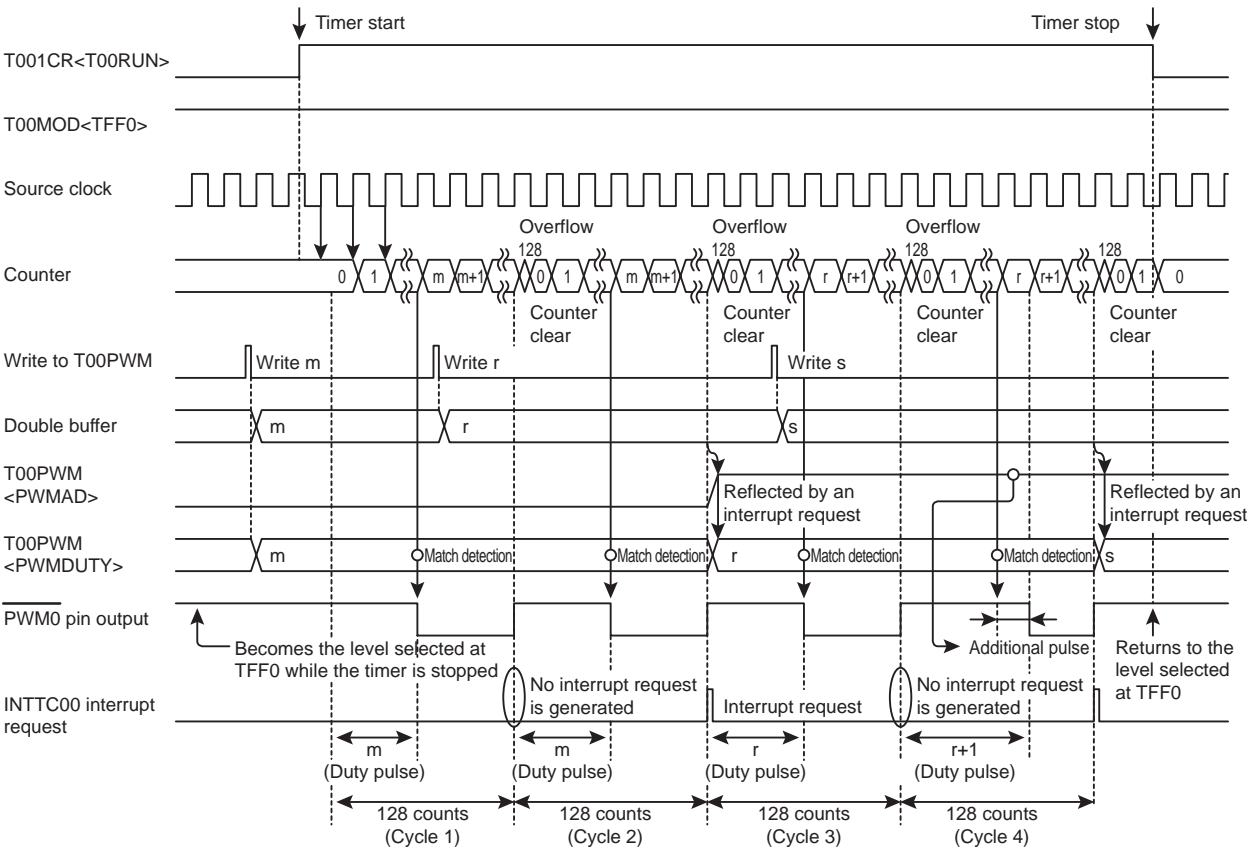 Timer start
Timer stop
T001CR<T00RUN>
T00MOD<TFF0>
Source clock
Overflow
Overflow
Overflow
128
128
128
128
Counter
0 1 m m+1 0 1 m m+1 0 1 r r+1 0 1 r r+1 0 1 0
Counter
clear
Counter
clear
Counter
clear
Counter
clear
Write to T00PWM
Write m
Write r
Write s
Double buffer
m
r
s
T00PWM
<PWMAD>
Reflected by an
interrupt request
Reflected by an
interrupt request
T00PWM
<PWMDUTY>
m
Match detection
Match detection
r
Match detection
Match detection
s
PWM0 pin output
Becomes the level selected at
TFF0 while the timer is stopped
Additional pulse
Returns to the
level selected
at TFF0
INTTC00 interrupt
request
No interrupt request
is generated
Interrupt request
No interrupt request
is generated
m
(Duty pulse)
m
(Duty pulse)
r
(Duty pulse)
r+1
(Duty pulse)
128 counts
(Cycle 1)
128 counts
(Cycle 2)
128 counts
(Cycle 3)
128 counts
(Cycle 4)